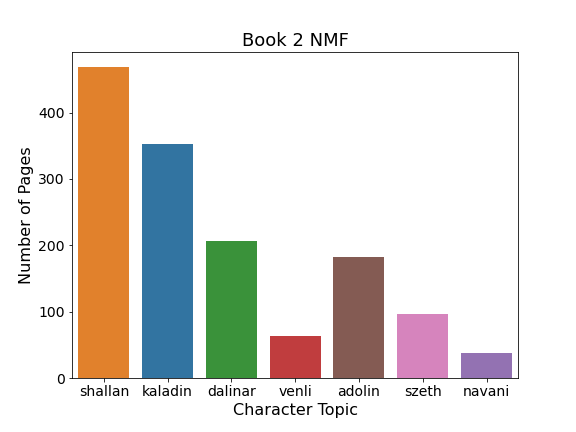 Book 2 NMF
Number of Pages
400
300
200
100
0
shallan kaladin dalinar venli adolin szeth navani
Character Topic